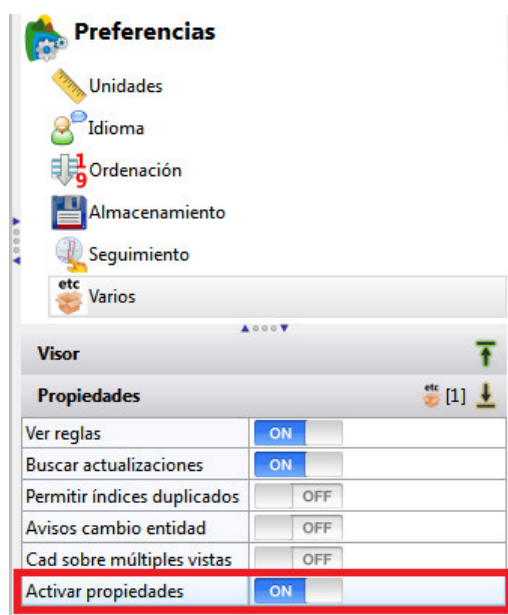 Preferencias
Unidades
Idioma
1
9
Ordenación
Almacenamiento
Seguimiento
etc
Varios
Visor
Propiedades etc [1]
Ver reglas ON
Buscar actualizaciones ON
Permitir índices duplicados OFF
Avisos cambio entidad OFF
Cad sobre múltiples vistas OFF
Activar propiedades ON